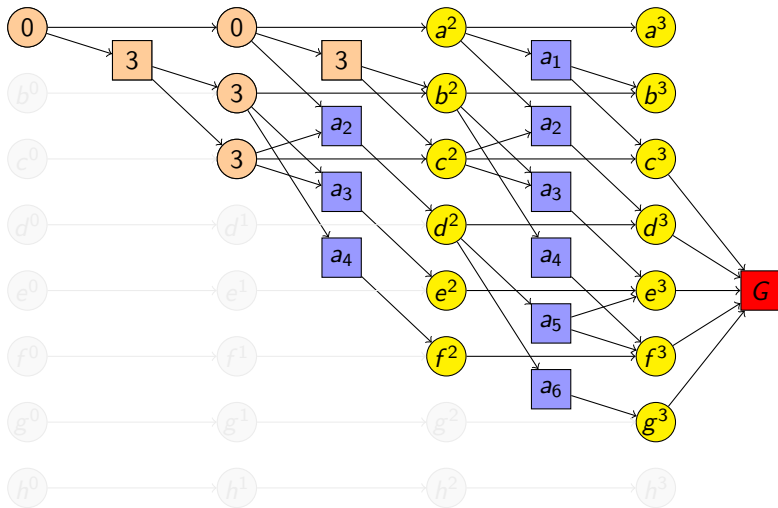 0 0 a² a³
3 3 a₁
b⁰ 3 b² b³
a₂ a₂
c⁰ 3 c² c³
a₃ a₃
d⁰ d¹ d² d³
a₄ a₄
e⁰ e¹ e² e³ G
a₅
f⁰ f¹ f² f³
a₆
g⁰ g¹ g² g³
h⁰ h¹ h² h³